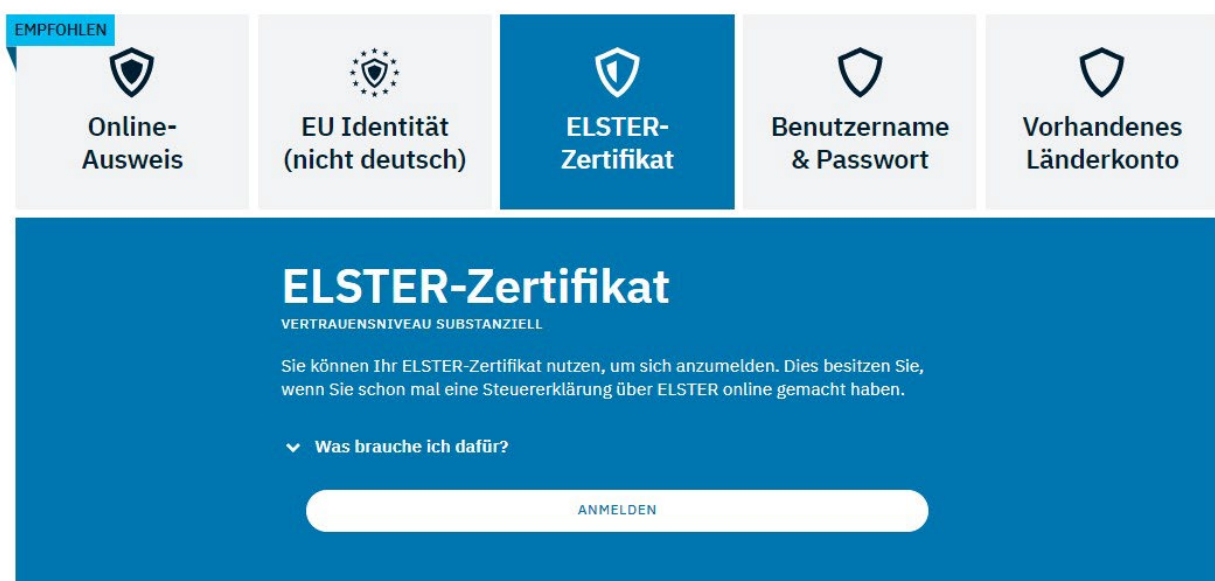 EMPFOHLEN
Online-
Ausweis
EU Identität
(nicht deutsch)
ELSTER-
Zertifikat
Benutzername
& Passwort
Vorhandenes
Länderkonto
ELSTER-Zertifikat
VERTRAUENSNIVEAU SUBSTANZIELL
Sie können Ihr ELSTER-Zertifikat nutzen, um sich anzumelden. Dies besitzen Sie,
wenn Sie schon mal eine Steuererklärung über ELSTER online gemacht haben.
Was brauche ich dafür?
ANMELDEN